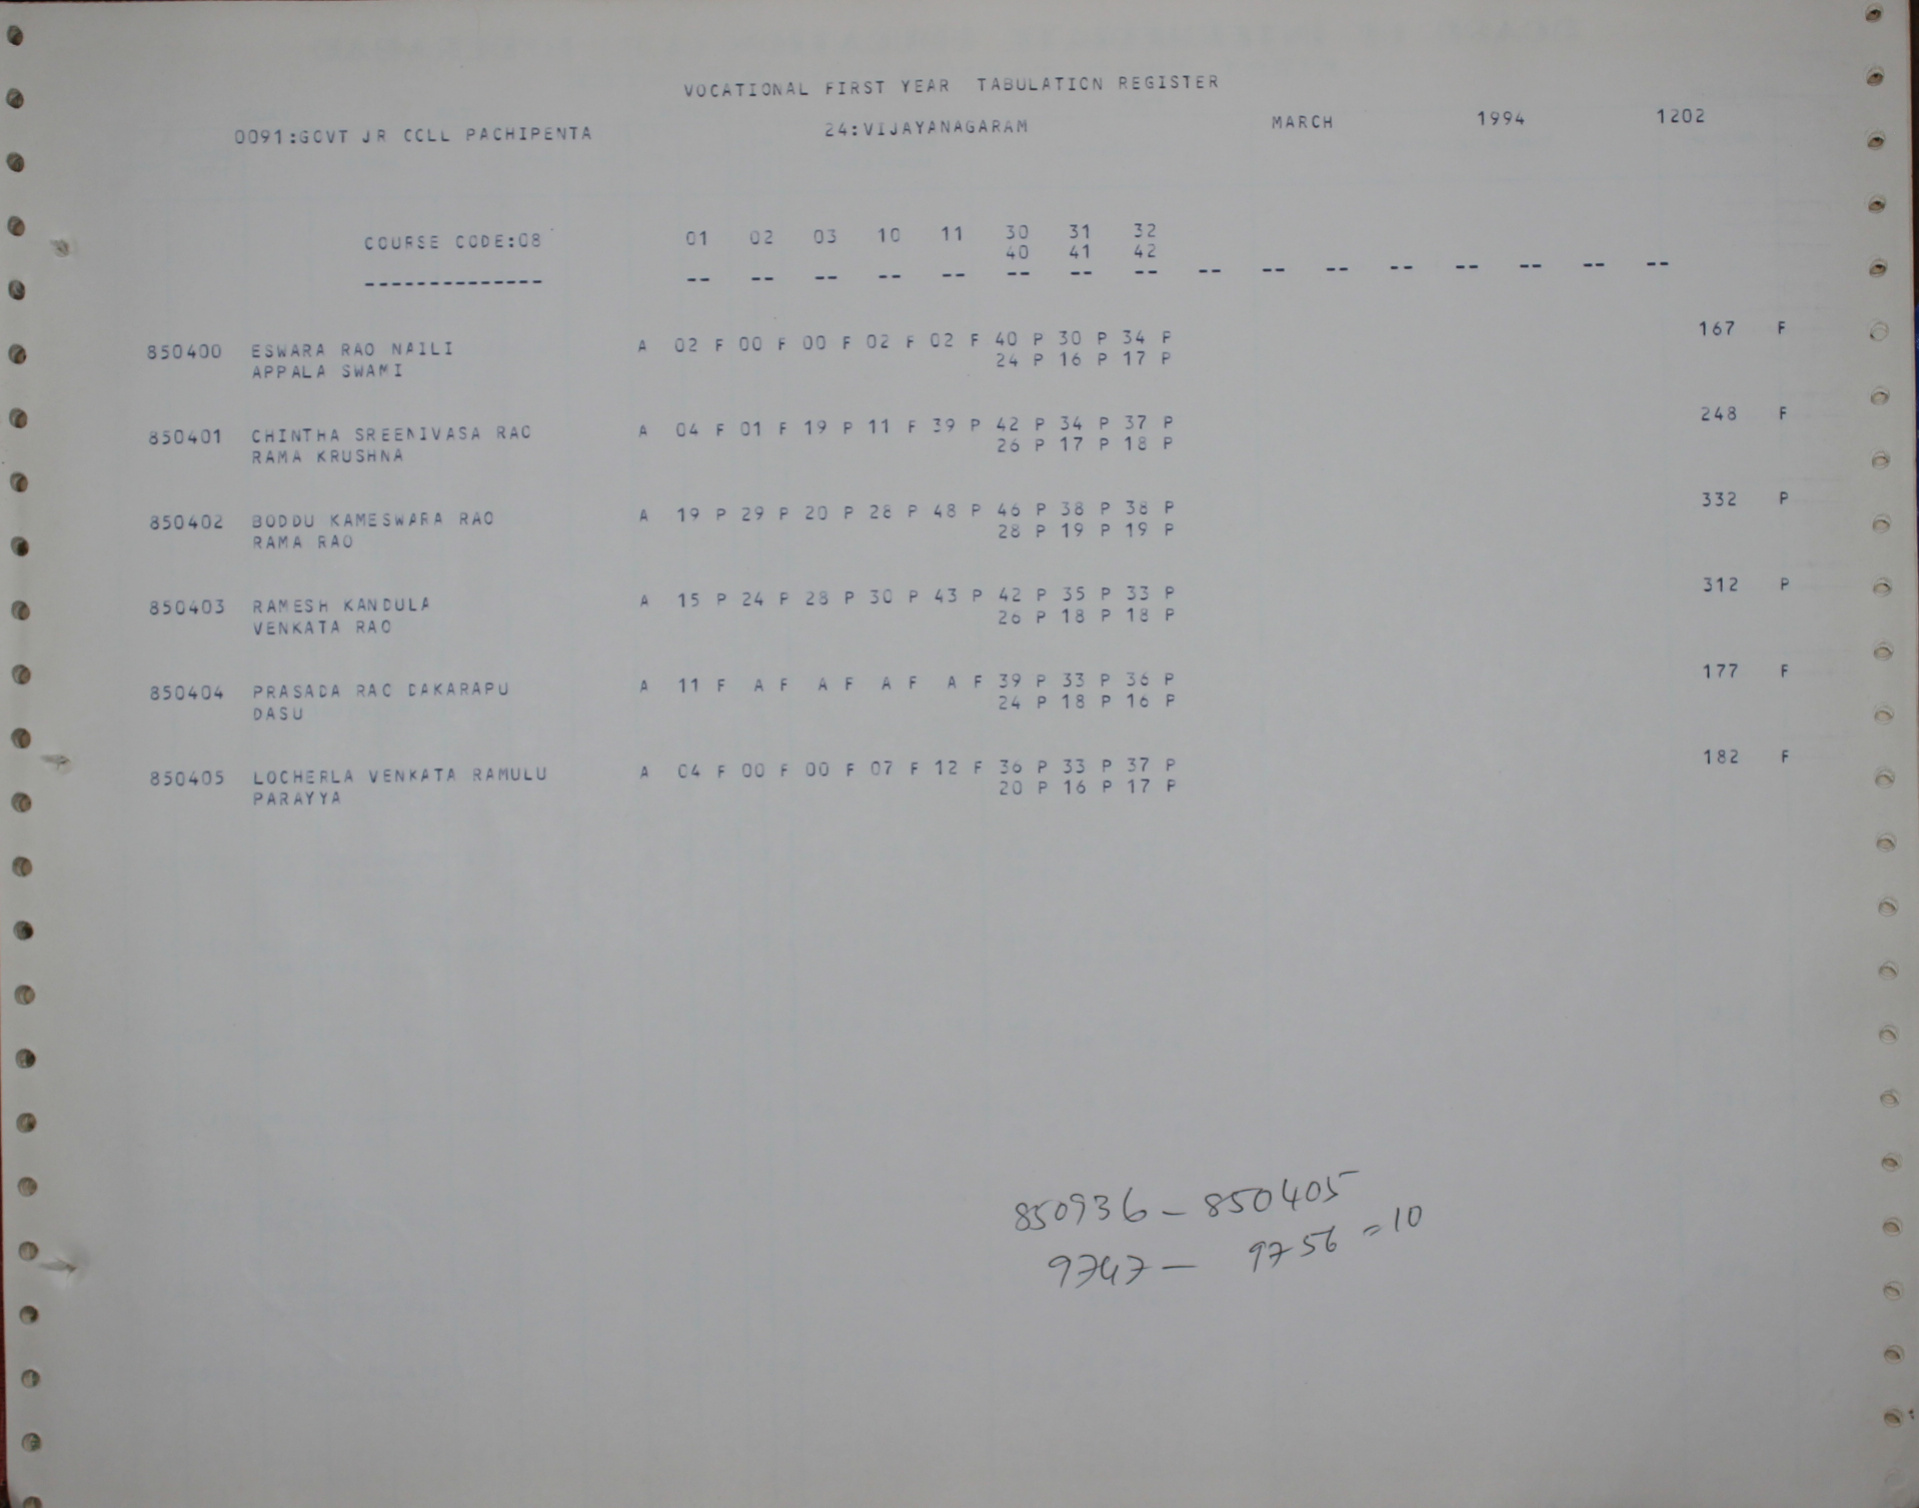 VOCATIONAL FIRST YEAR TABULATION REGISTER
0091:GOVT JR COLL PACHIPENTA 24:VIJAYANAGARAM MARCH 1994 1202
COURSE CODE:08 01 02 03 10 11 30 31 32
40 41 42
-------------- -- -- -- -- -- -- -- -- -- -- -- -- -- -- -- --
850400 ESWARA RAO NAILI A 02 F 00 F 00 F 02 F 02 F 40 P 30 P 34 P 167 F
APPALA SWAMI 24 P 16 P 17 P
850401 CHINTHA SREENIVASA RAO A 04 F 01 F 19 P 11 F 39 P 42 P 34 P 37 P 248 F
RAMA KRUSHNA 26 P 17 P 18 P
850402 BODDU KAMESWARA RAO A 19 P 29 P 20 P 28 P 48 P 46 P 38 P 38 P 332 P
RAMA RAO 28 P 19 P 19 P
850403 RAMESH KANDULA A 15 P 24 P 28 P 30 P 43 P 42 P 35 P 33 P 312 P
VENKATA RAO 26 P 18 P 18 P
850404 PRASADA RAO DAKARAPU A 11 F A F A F A F A F 39 P 33 P 36 P 177 F
DASU 24 P 18 P 16 P
850405 LOCHERLA VENKATA RAMULU A 04 F 00 F 00 F 07 F 12 F 36 P 33 P 37 P 182 F
PARAYYA 20 P 16 P 17 P
850936 - 850405
9747 - 9756 = 10